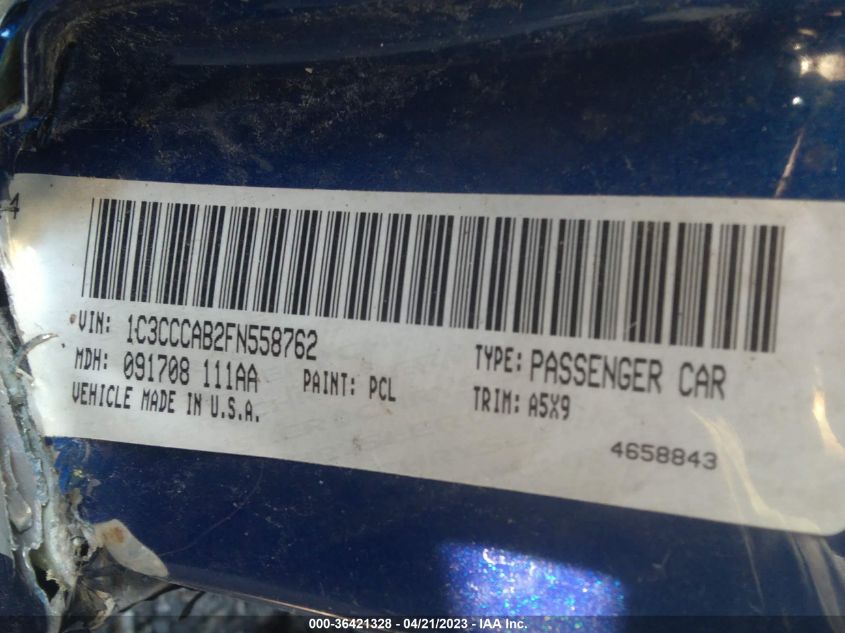 4
VIN: 1C3CCCAB2FN558762
MDH: 091708 111AA PAINT: PCL
VEHICLE MADE IN U.S.A.
TYPE: PASSENGER CAR
TRIM: A5X9
4658843
000-36421328 - 04/21/2023 - IAA Inc.